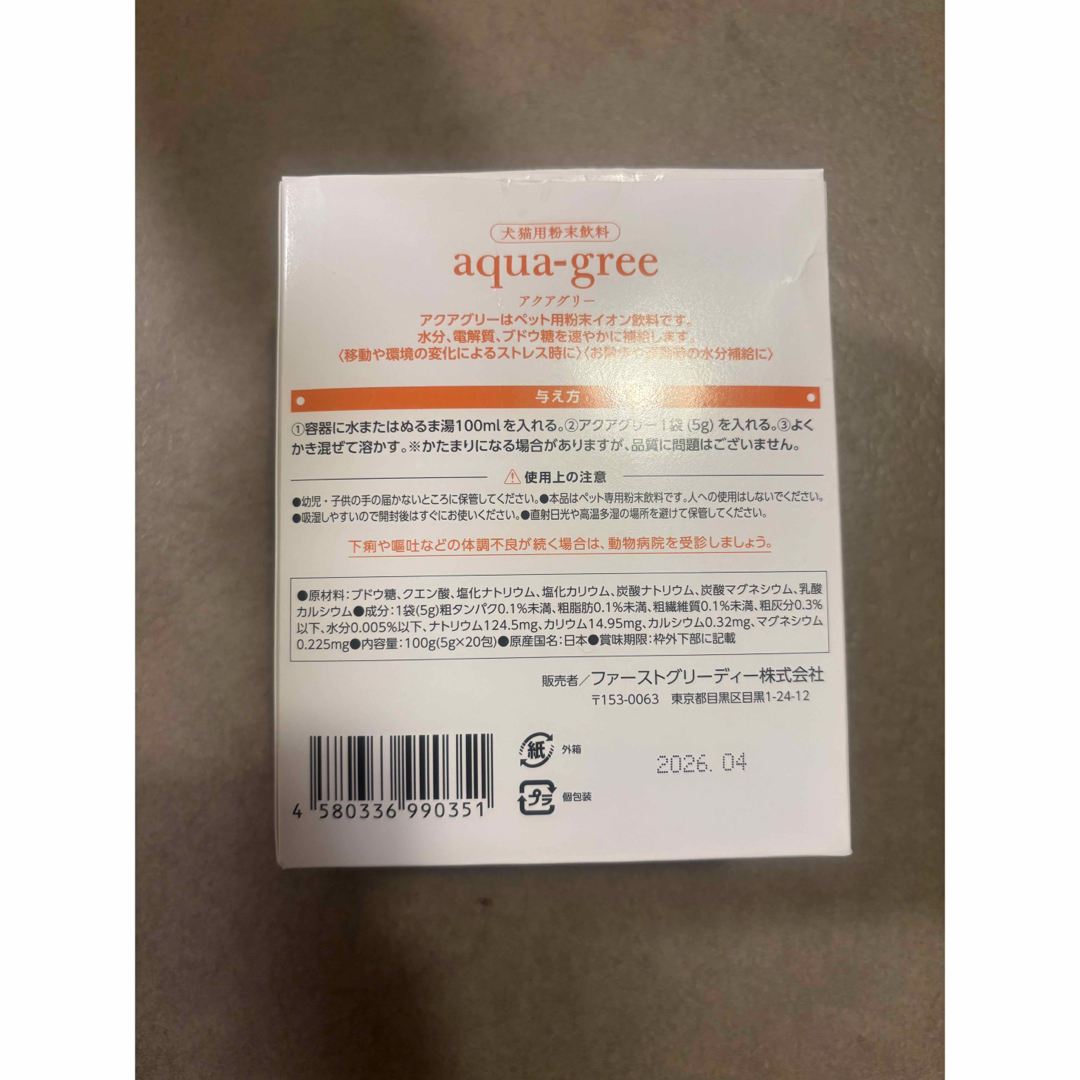 犬猫用粉末飲料
aqua-gree
アクアグリー
アクアグリーはペット用粉末イオン飲料です。
水分、電解質、ブドウ糖を速やかに補給します。
〈移動や環境の変化によるストレス時に〉〈お散歩や運動時の水分補給に〉
与え方
①容器に水またはぬるま湯100mlを入れる。②アクアグリー1袋(5g)を入れる。③よく
かき混ぜて溶かす。※かたまりになる場合がありますが、品質に問題はございません。
使用上の注意
●幼児・子供の手の届かないところに保管してください。●本品はペット専用粉末飲料です。人への使用はしないでください。
●吸湿しやすいので開封後はすぐにお使いください。●直射日光や高温多湿の場所を避けて保管してください。
下痢や嘔吐などの体調不良が続く場合は、動物病院を受診しましょう。
●原材料：ブドウ糖、クエン酸、塩化ナトリウム、塩化カリウム、炭酸ナトリウム、炭酸マグネシウム、乳酸
カルシウム●成分：1袋(5g)粗タンパク0.1%未満、粗脂肪0.1%未満、粗繊維質0.1%未満、粗灰分0.3%
以下、水分0.005%以下、ナトリウム124.5mg、カリウム14.95mg、カルシウム0.32mg、マグネシウム
0.225mg●内容量：100g(5g×20包)●原産国名：日本●賞味期限：枠外下部に記載
販売者/ファーストグリーディー株式会社
〒153-0063 東京都目黒区目黒1-24-12
紙 外箱
2026.04
プラ 個包装
4 580336 990351